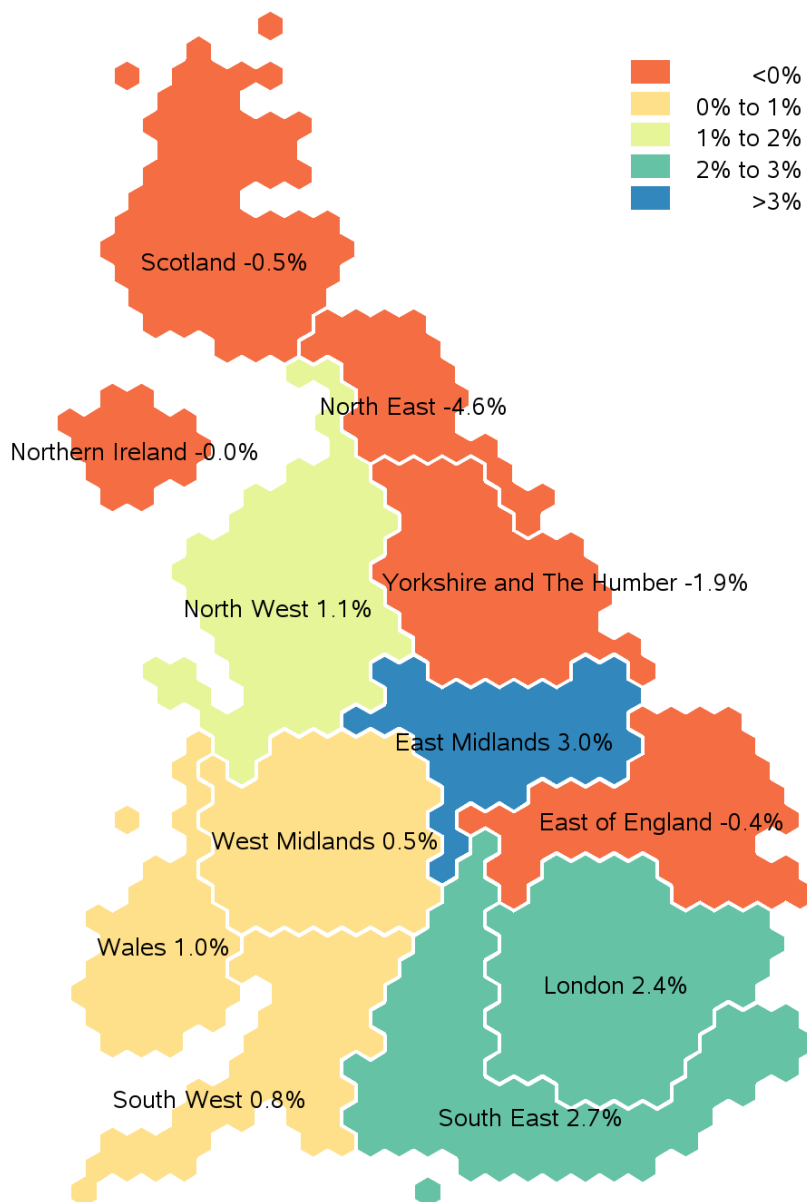 <0%
0% to 1%
1% to 2%
2% to 3%
>3%
Scotland -0.5%
North East -4.6%
Northern Ireland -0.0%
Yorkshire and The Humber -1.9%
North West 1.1%
East Midlands 3.0%
East of England -0.4%
West Midlands 0.5%
Wales 1.0%
London 2.4%
South West 0.8%
South East 2.7%